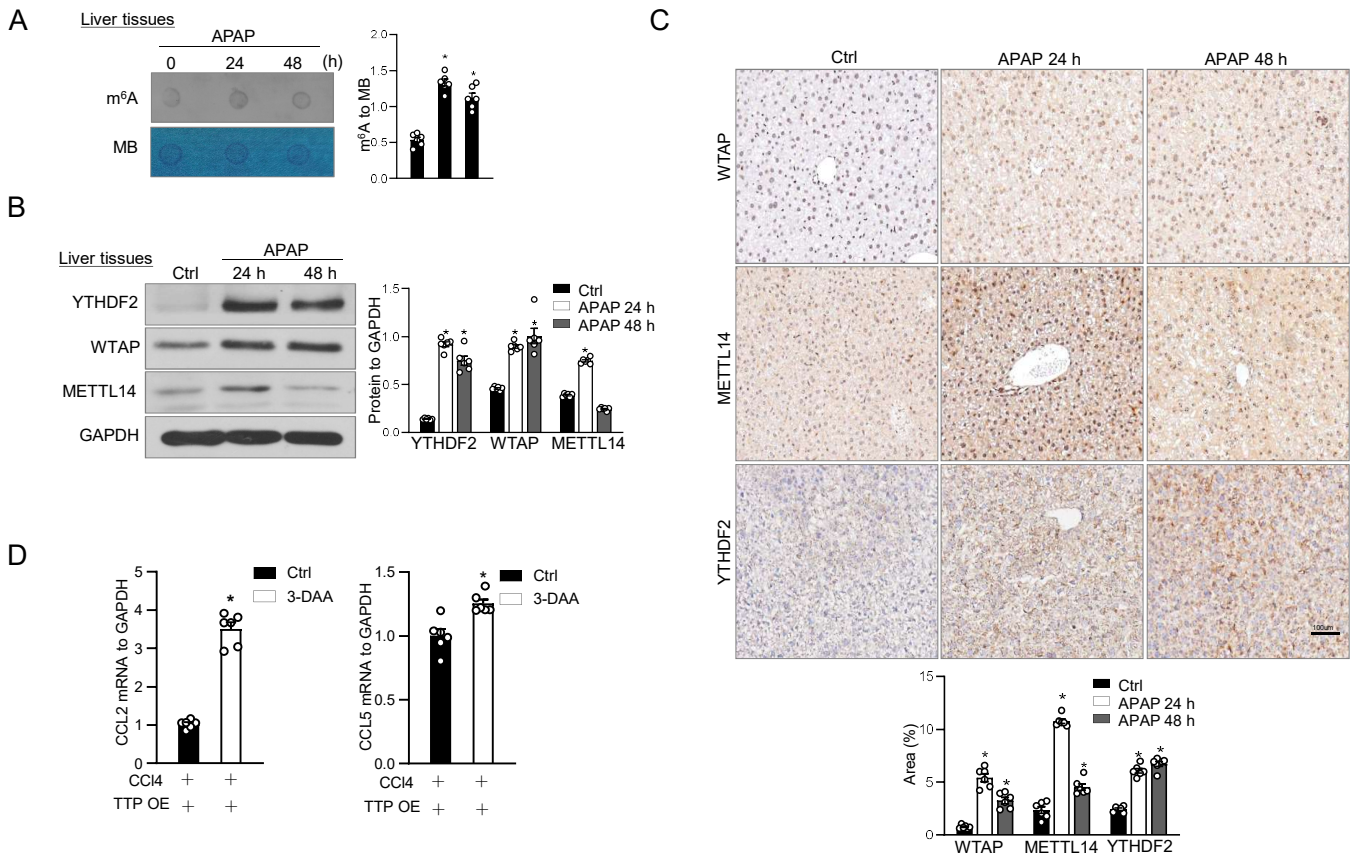 A
Liver tissues
APAP
0 24 48 (h)
m⁶A
MB
2.0
1.5
1.0
0.5
0.0
m⁶A to MB
* *
B
Liver tissues
APAP
Ctrl 24 h 48 h
YTHDF2
WTAP
METTL14
GAPDH
1.5
1.0
0.5
0.0
Protein to GAPDH
Ctrl
APAP 24 h
APAP 48 h
* * * * *
YTHDF2 WTAP METTL14
C
Ctrl APAP 24 h APAP 48 h
WTAP
METTL14
YTHDF2
100um
15
10
5
0
Area (%)
Ctrl
APAP 24 h
APAP 48 h
* * * * * *
WTAP METTL14 YTHDF2
D
5
4
3
2
1
0
CCL2 mRNA to GAPDH
Ctrl
3-DAA
*
CCl4 + +
TTP OE + +
1.5
1.0
0.5
0.0
CCL5 mRNA to GAPDH
Ctrl
3-DAA
*
+ +
+ +